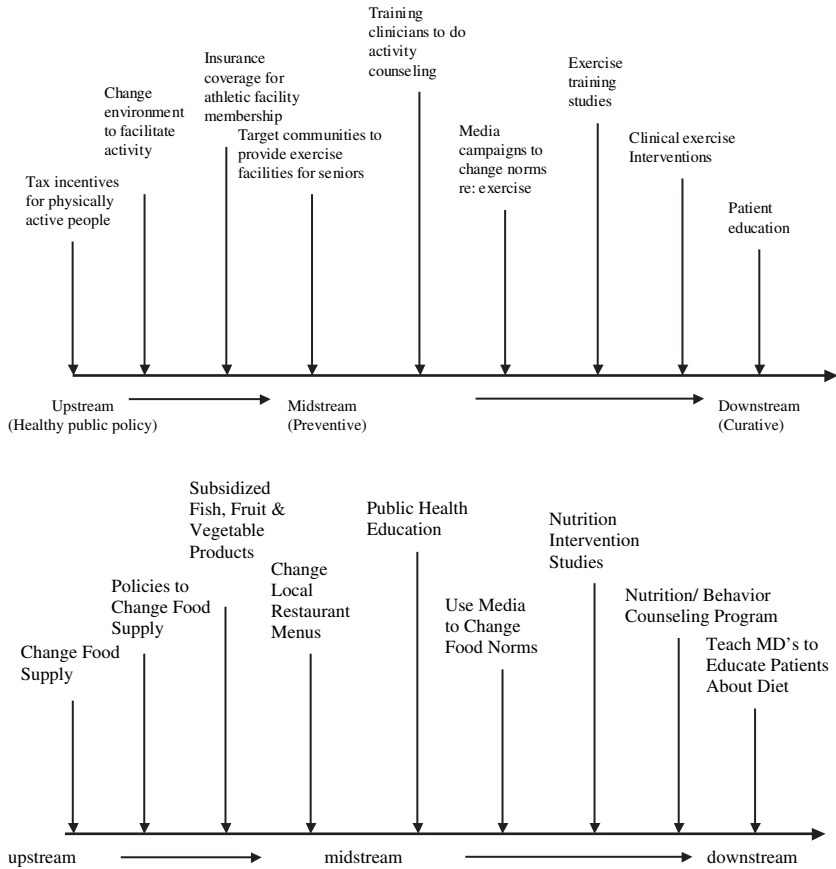 Tax incentives
for physically
active people
Change
environment
to facilitate
activity
Insurance
coverage for
athletic facility
membership
Target communities to
provide exercise
facilities for seniors
Training
clinicians to do
activity
counseling
Media
campaigns to
change norms
re: exercise
Exercise
training
studies
Clinical exercise
Interventions
Patient
education
Upstream
(Healthy public policy)
Midstream
(Preventive)
Downstream
(Curative)
Change Food
Supply
Policies to
Change Food
Supply
Subsidized
Fish, Fruit &
Vegetable
Products
Change
Local
Restaurant
Menus
Public Health
Education
Use Media
to Change
Food Norms
Nutrition
Intervention
Studies
Nutrition/ Behavior
Counseling Program
Teach MD's to
Educate Patients
About Diet
upstream
midstream
downstream